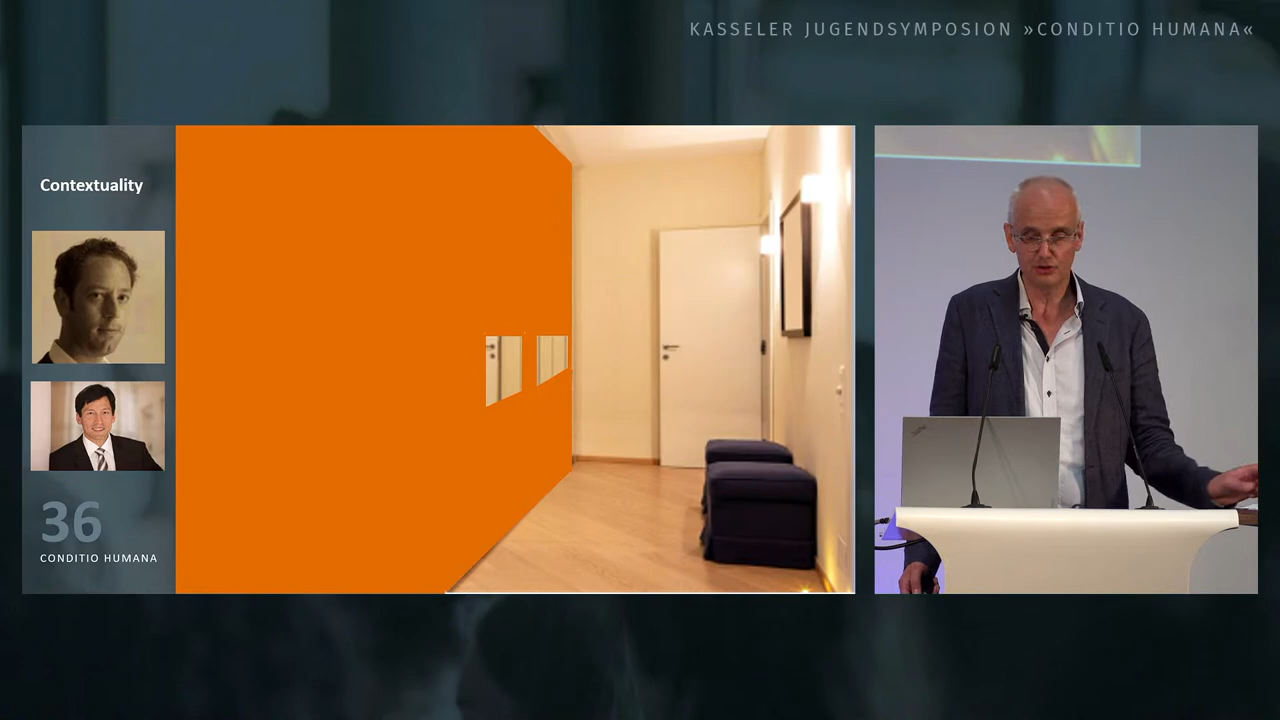 KASSELER JUGENDSYMPOSION »CONDITIO HUMANA«
Contextuality
36
CONDITIO HUMANA